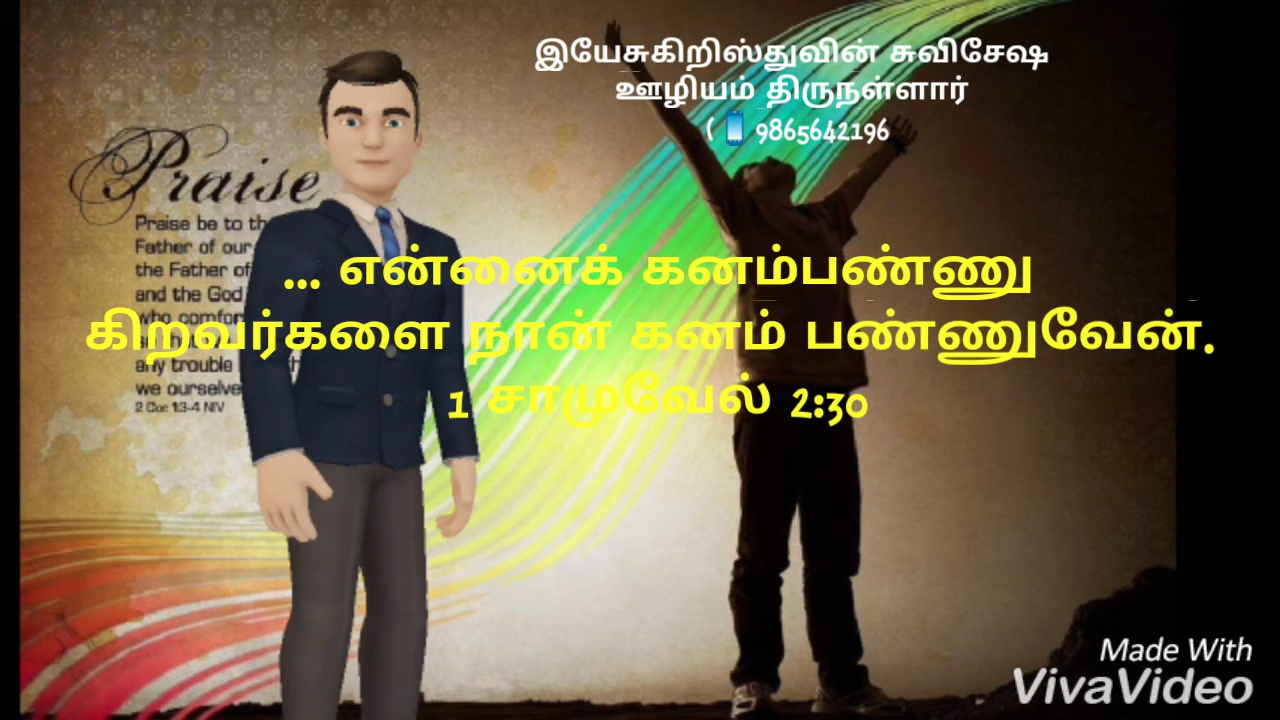 இயேசுகிறிஸ்துவின் சுவிசேஷ
ஊழியம் திருநள்ளார்
( 📱 9865642196
Praise
Praise be to th
Father of our
the Father of
and the God
who comfor
any trouble
we ourselve
2 Cor. 1:3-4 NIV
... என்னைக் கனம்பண்ணு
கிறவர்களை நான் கனம் பண்ணுவேன்.
1 சாமுவேல் 2:30
Made With
VivaVideo